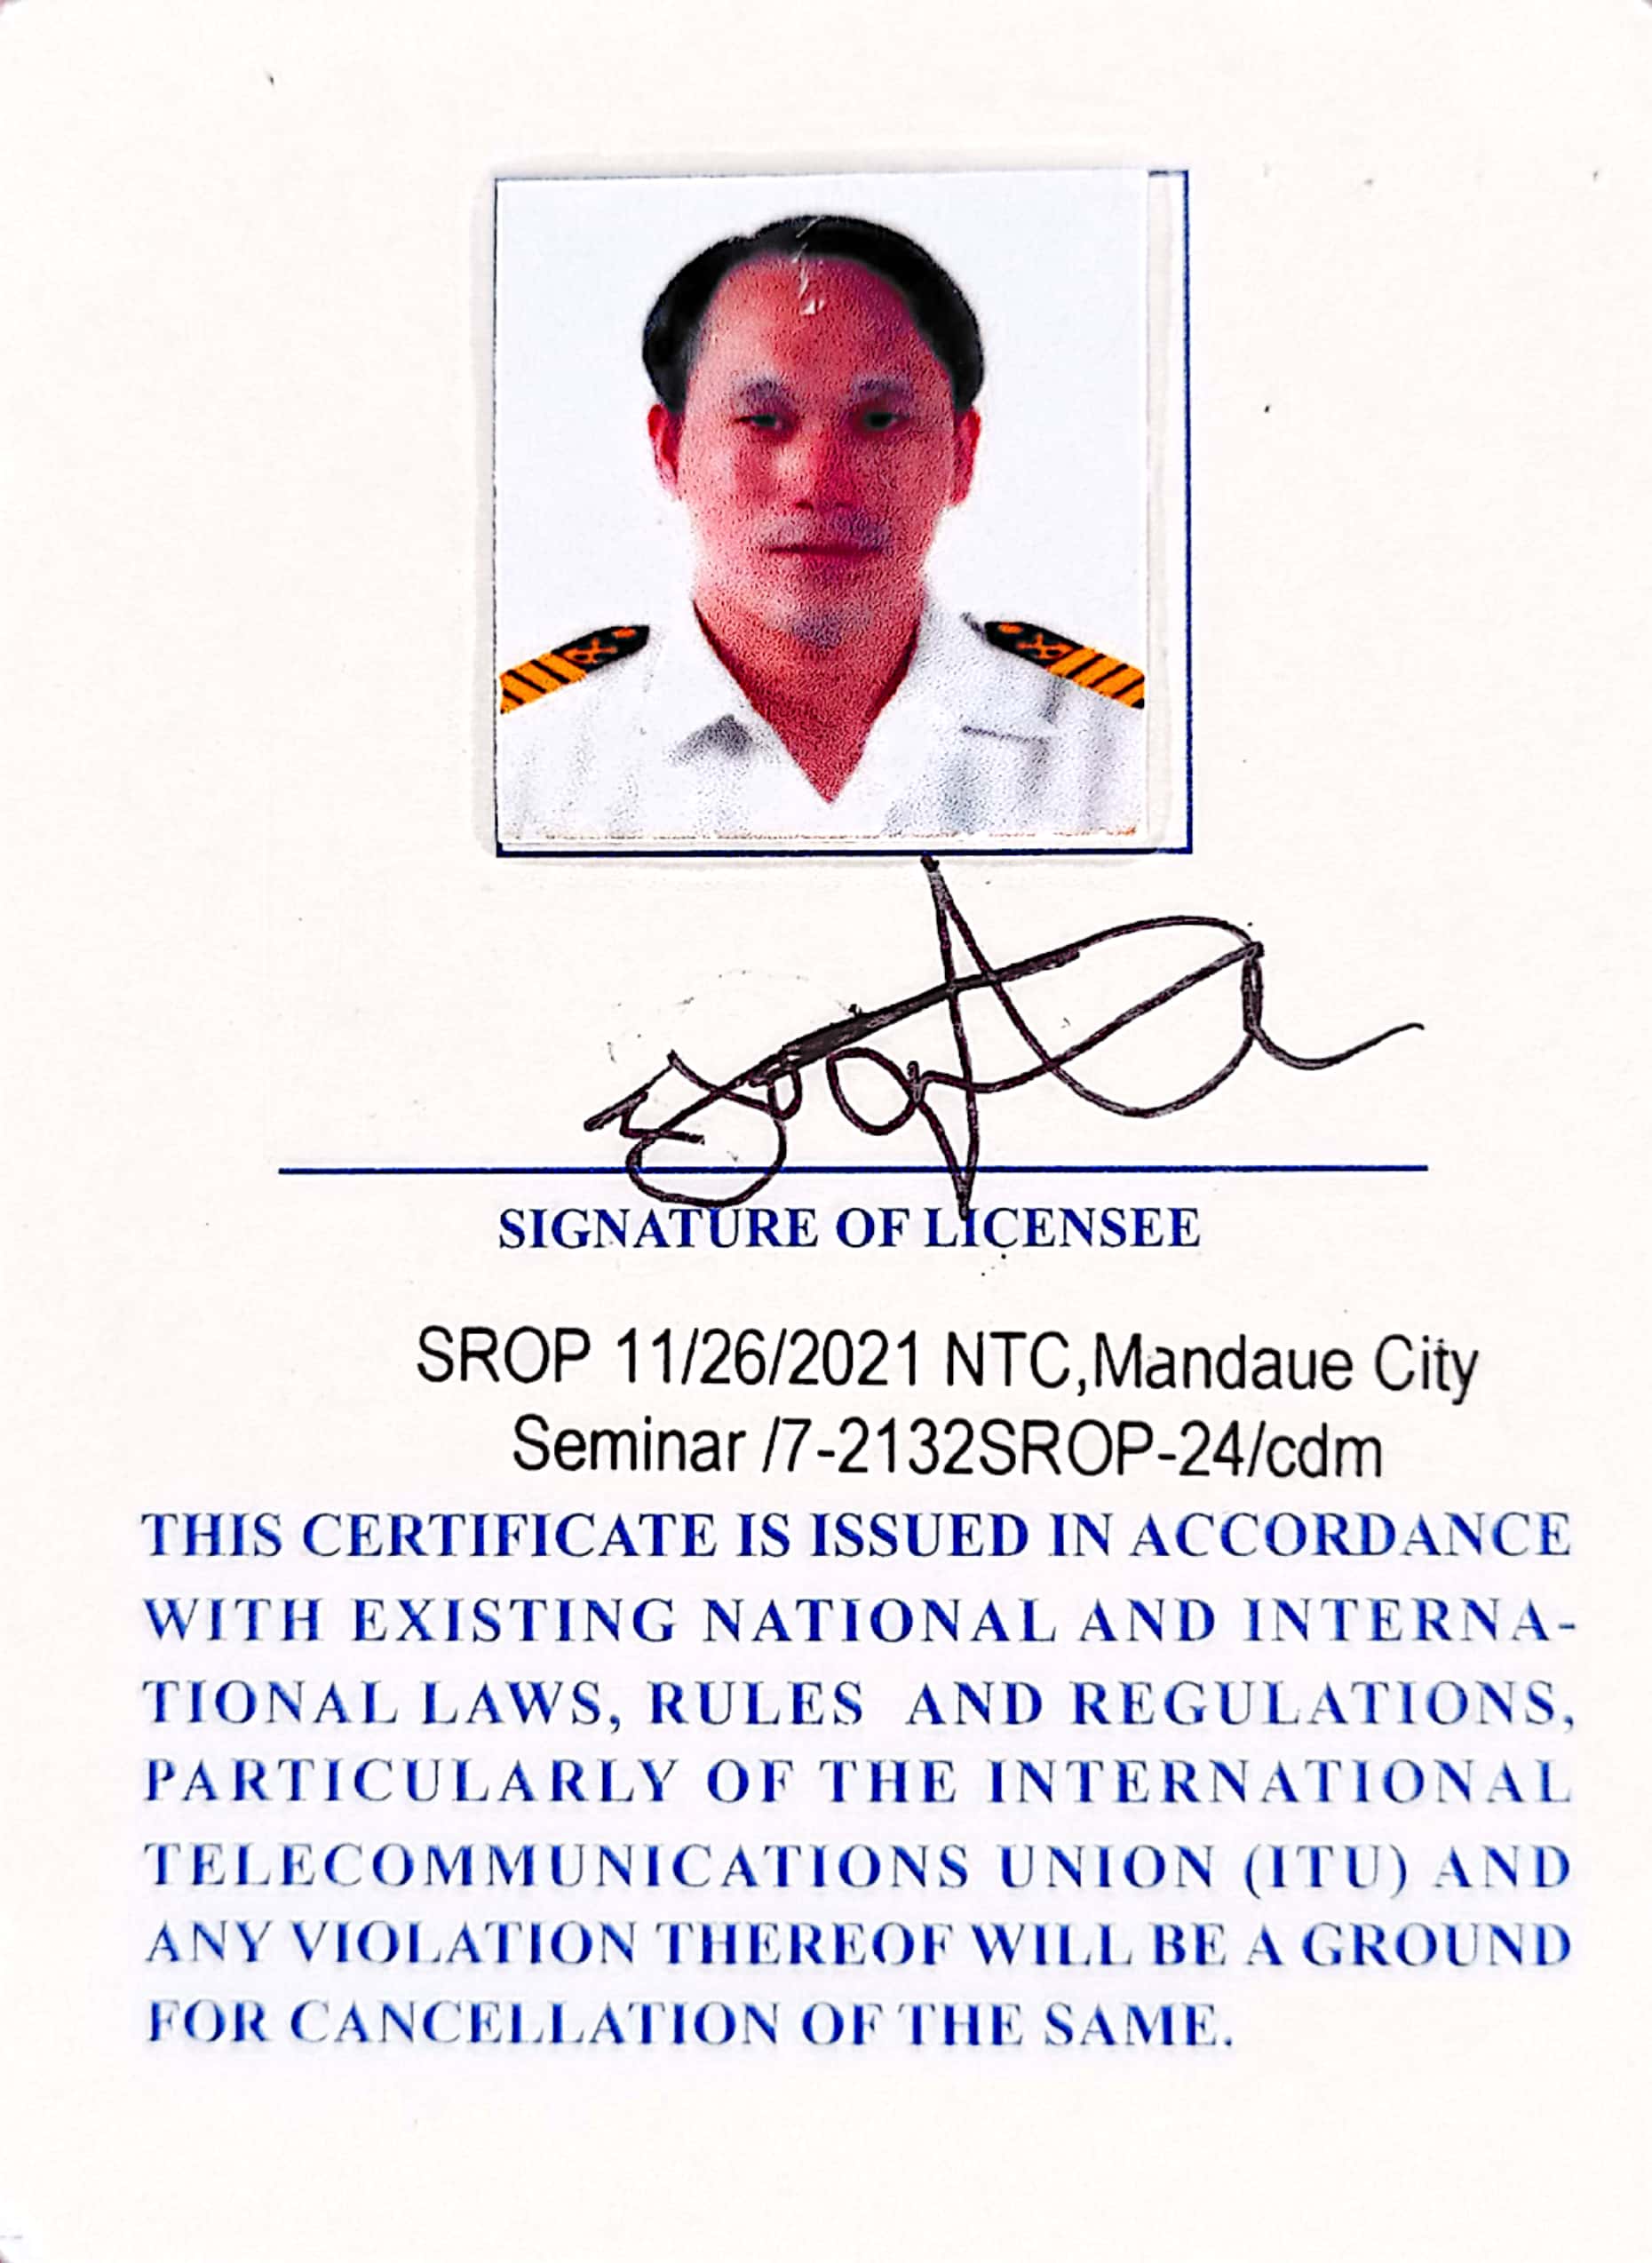 SIGNATURE OF LICENSEE
SROP 11/26/2021 NTC,Mandaue City
Seminar /7-2132SROP-24/cdm
THIS CERTIFICATE IS ISSUED IN ACCORDANCE
WITH EXISTING NATIONAL AND INTERNA-
TIONAL LAWS, RULES AND REGULATIONS,
PARTICULARLY OF THE INTERNATIONAL
TELECOMMUNICATIONS UNION (ITU) AND
ANY VIOLATION THEREOF WILL BE A GROUND
FOR CANCELLATION OF THE SAME.